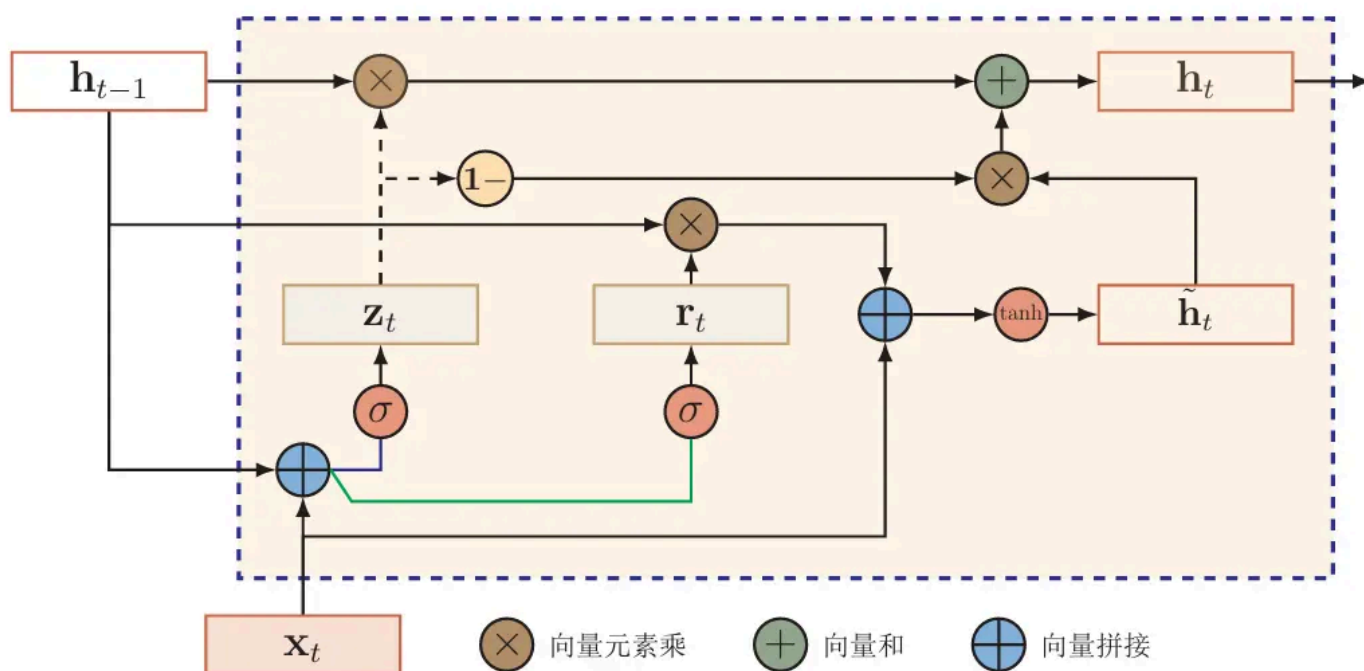 h_{t−1}
×
+
h_t
1−
×
×
z_t
r_t
tanh
h̃_t
σ
σ
x_t
× 向量元素乘
+ 向量和
向量拼接